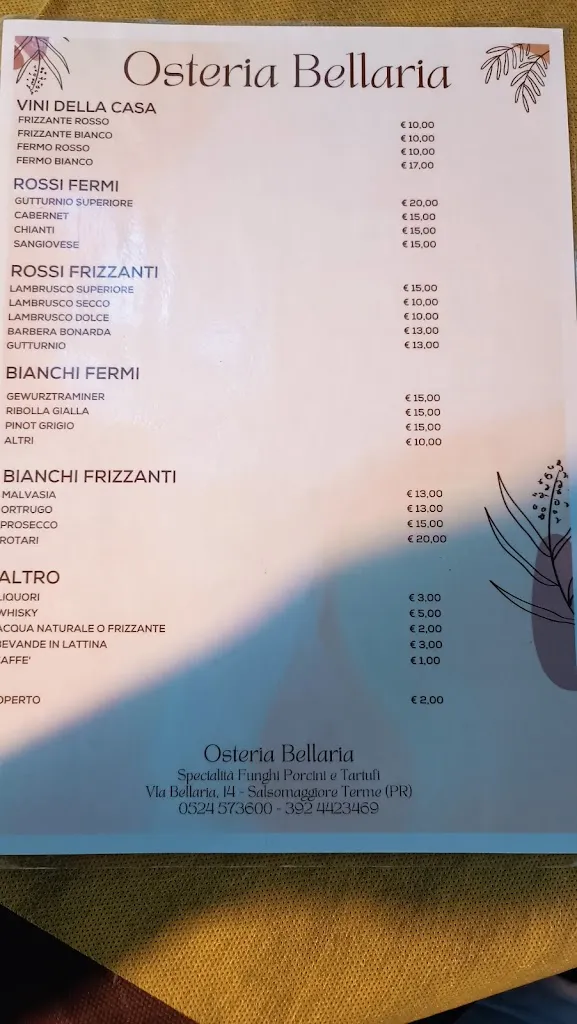 Osteria Bellaria
VINI DELLA CASA
FRIZZANTE ROSSO € 10,00
FRIZZANTE BIANCO € 10,00
FERMO ROSSO € 10,00
FERMO BIANCO € 17,00
ROSSI FERMI
GUTTURNIO SUPERIORE € 20,00
CABERNET € 15,00
CHIANTI € 15,00
SANGIOVESE € 15,00
ROSSI FRIZZANTI
LAMBRUSCO SUPERIORE € 15,00
LAMBRUSCO SECCO € 10,00
LAMBRUSCO DOLCE € 10,00
BARBERA BONARDA € 13,00
GUTTURNIO € 13,00
BIANCHI FERMI
GEWURZTRAMINER € 15,00
RIBOLLA GIALLA € 15,00
PINOT GRIGIO € 15,00
ALTRI € 10,00
BIANCHI FRIZZANTI
MALVASIA € 13,00
ORTRUGO € 13,00
PROSECCO € 15,00
ROTARI € 20,00
ALTRO
LIQUORI € 3,00
WHISKY € 5,00
ACQUA NATURALE O FRIZZANTE € 2,00
BEVANDE IN LATTINA € 3,00
AFFE' € 1,00
OPERTO € 2,00
Osteria Bellaria
Specialità Funghi Porcini e Tartufi
VIa Bellaria, 14 - Salsomaggiore Terme (PR)
0524 573600 - 392 4423469